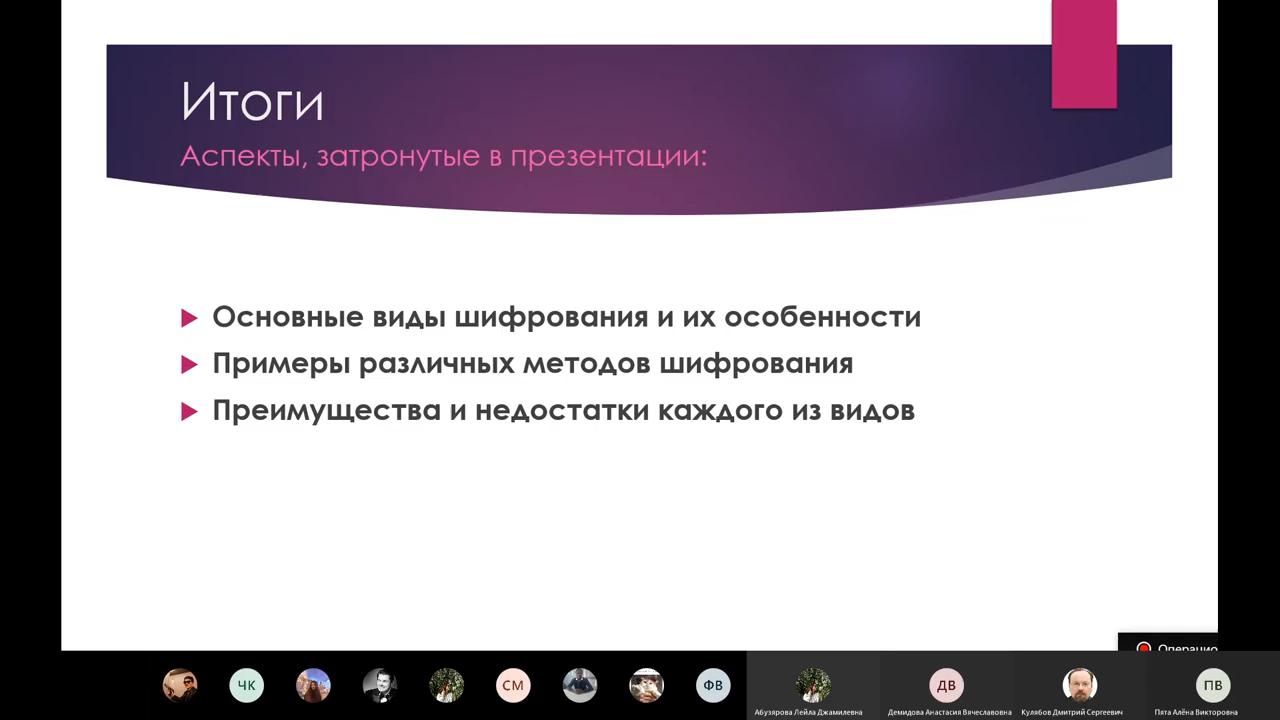 Итоги
Аспекты, затронутые в презентации:
Основные виды шифрования и их особенности
Примеры различных методов шифрования
Преимущества и недостатки каждого из видов
Операцио
ЧК
СМ
ФВ
ДВ
ПВ
Абузярова Лейла Джамилевна
Демидова Анастасия Вячеславовна
Кулябов Дмитрий Сергеевич
Пята Алёна Викторовна